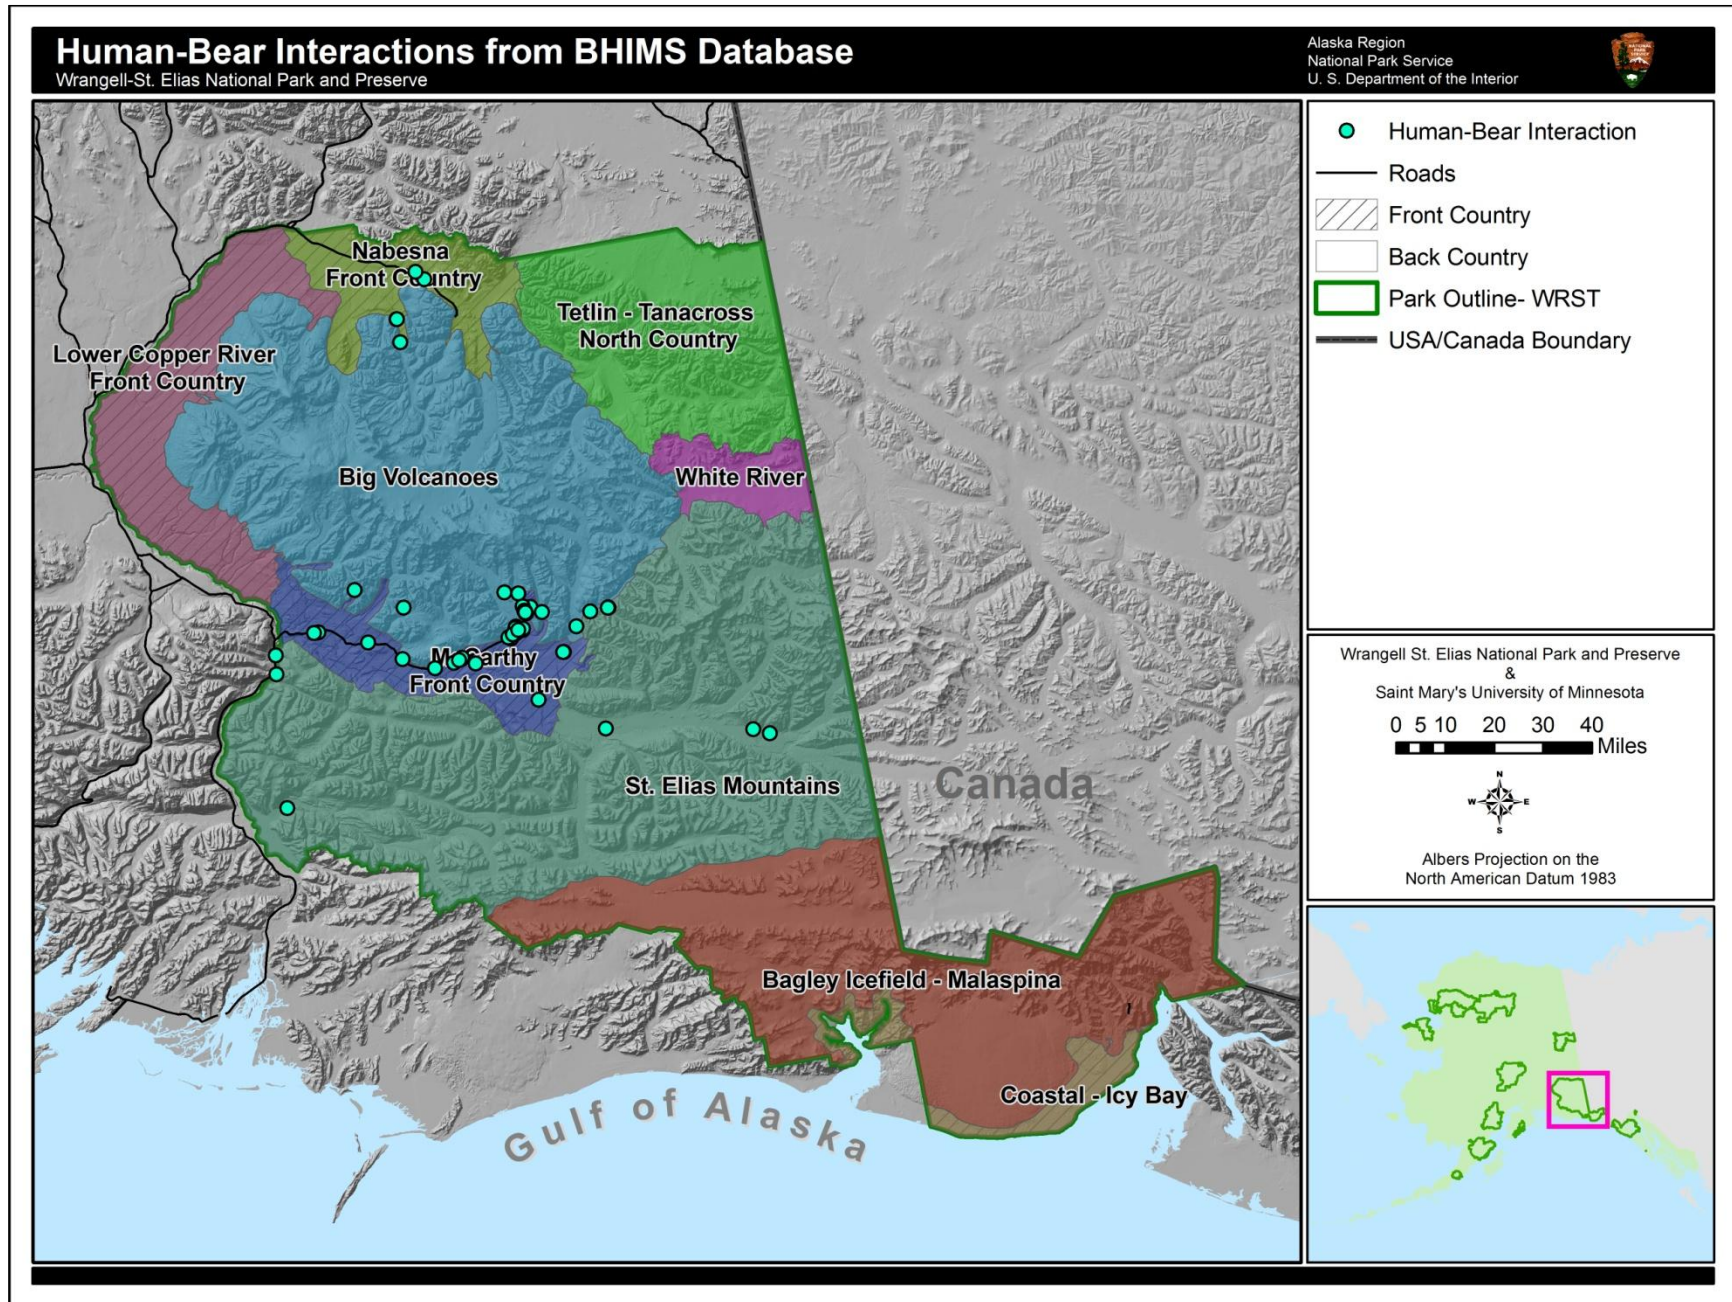 Human-Bear Interactions from BHIMS Database
Wrangell-St. Elias National Park and Preserve
Alaska Region
National Park Service
U. S. Department of the Interior
Human-Bear Interaction
Roads
Front Country
Back Country
Park Outline- WRST
USA/Canada Boundary
Nabesna
Front Country
Tetlin - Tanacross
North Country
Lower Copper River
Front Country
Big Volcanoes
White River
McCarthy
Front Country
St. Elias Mountains
Canada
Bagley Icefield - Malaspina
Coastal - Icy Bay
Gulf of Alaska
Wrangell St. Elias National Park and Preserve
&
Saint Mary's University of Minnesota
0 5 10 20 30 40
Miles
N
W E
S
Albers Projection on the
North American Datum 1983